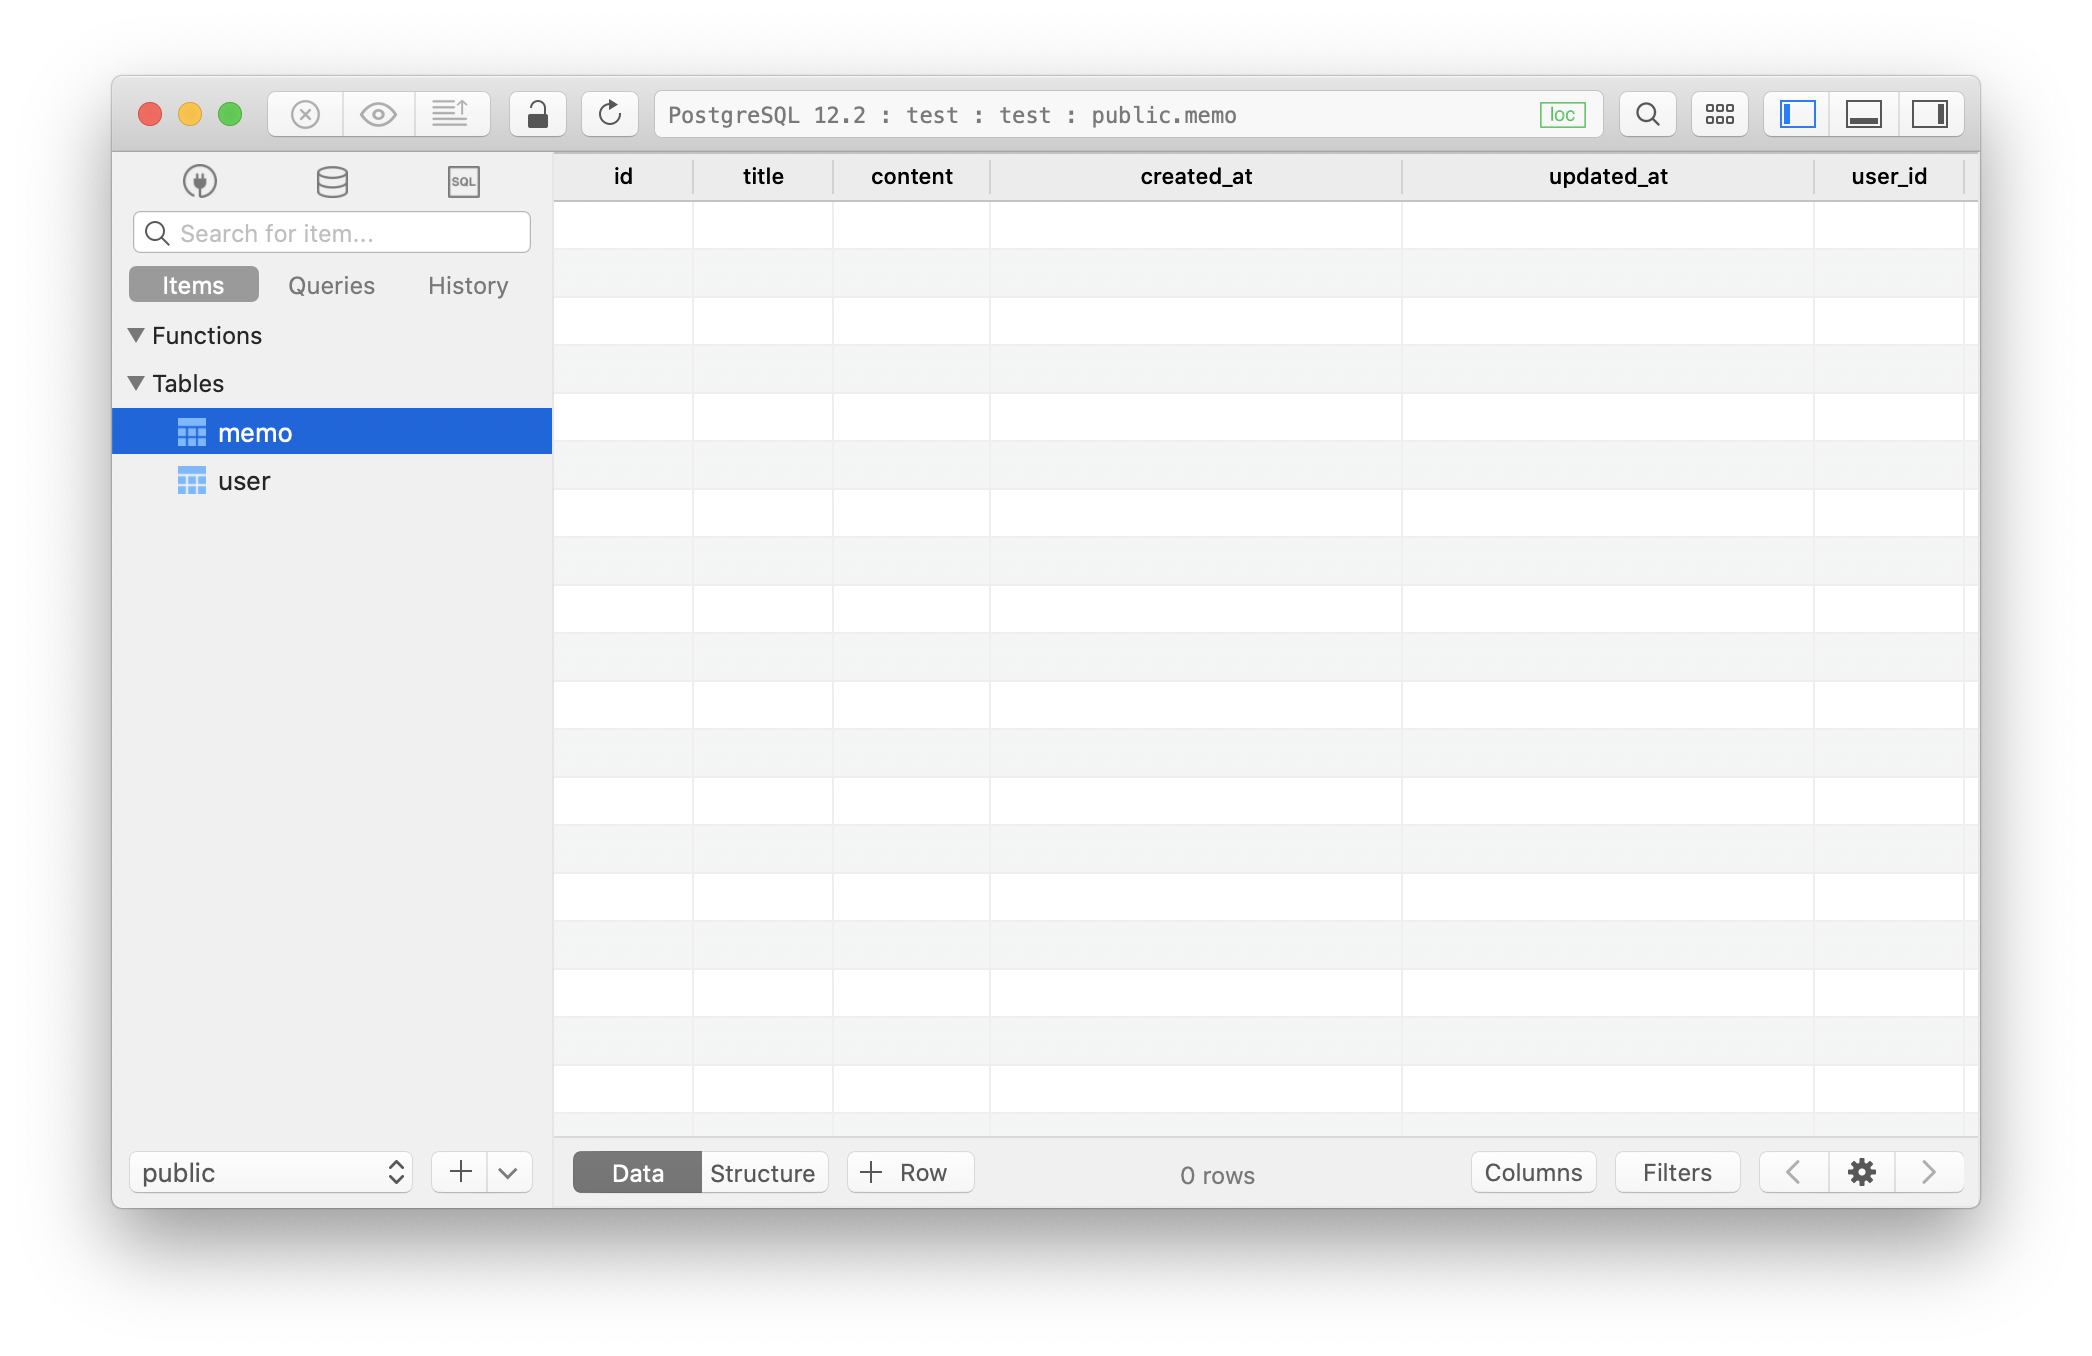 PostgreSQL 12.2 : test : test : public.memo
loc
SQL
Search for item...
Items Queries History
Functions
Tables
memo
user
id title content created_at updated_at user_id
public
Data Structure Row 0 rows Columns Filters